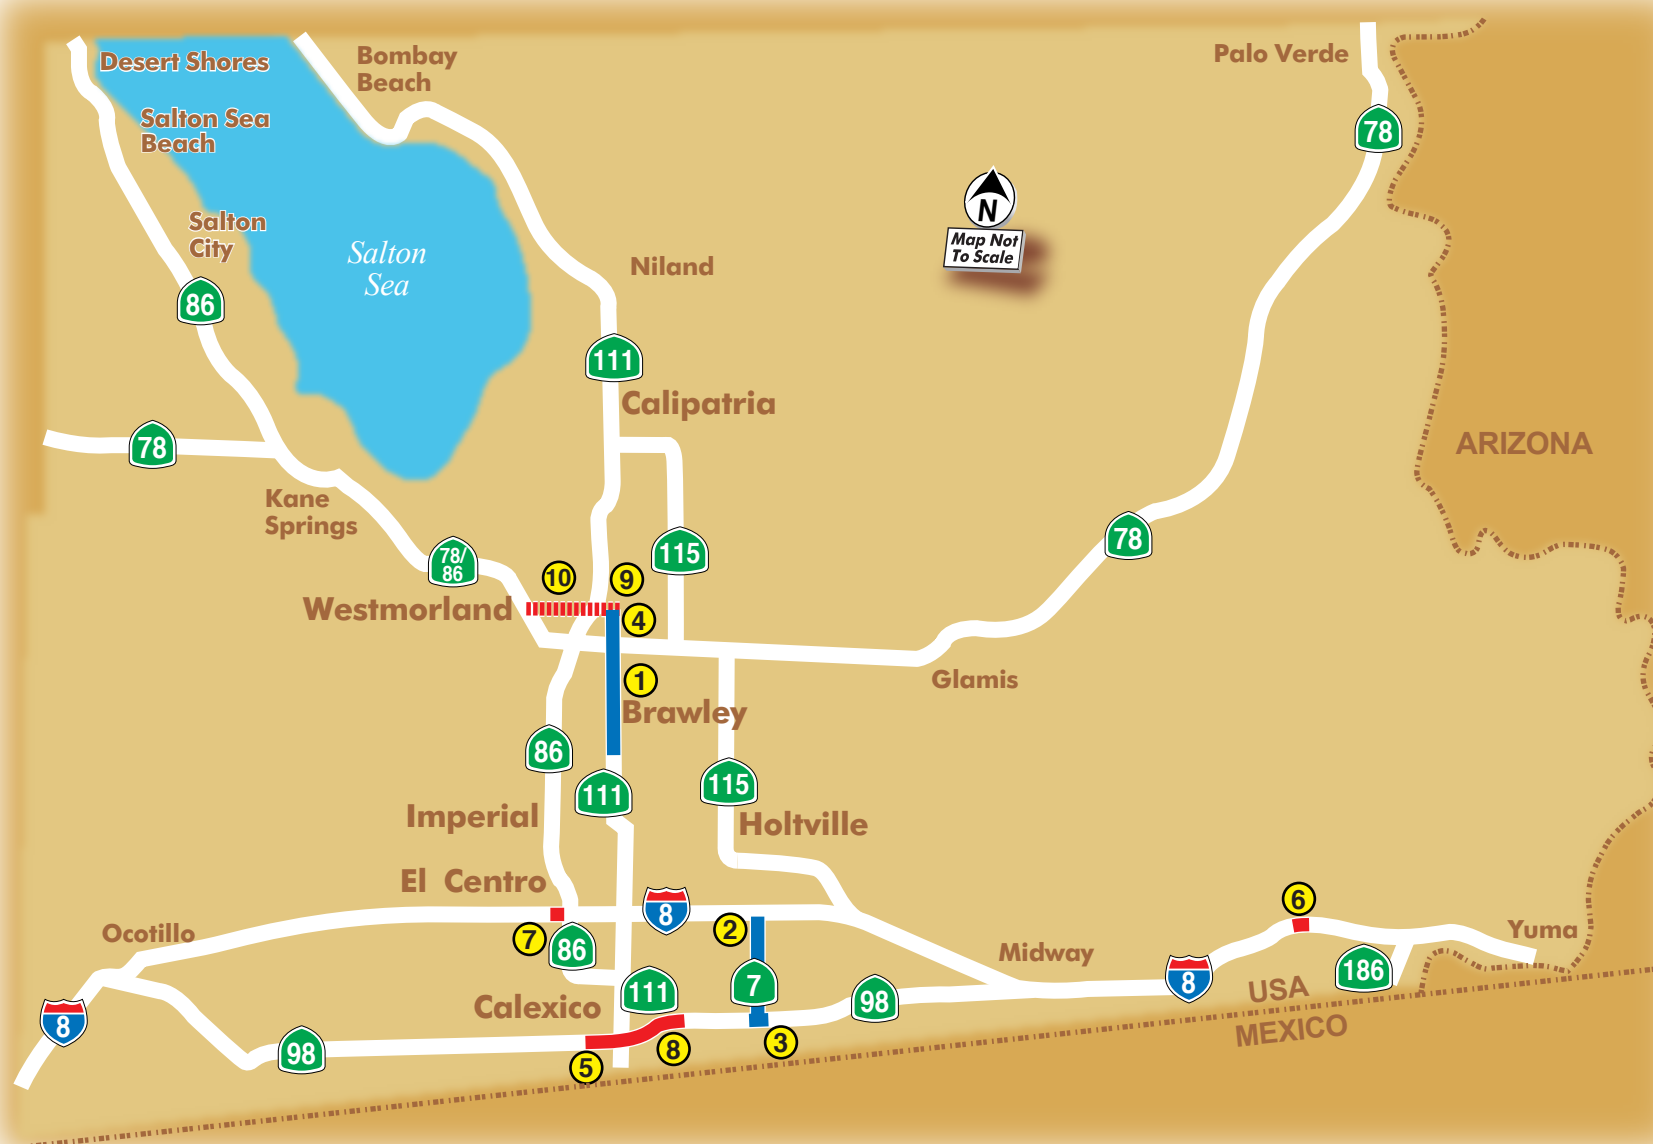 Desert Shores
Bombay
Beach
Palo Verde
Salton Sea
Beach
78
Salton
City
Salton
Sea
N
Map Not
To Scale
Niland
86
111
Calipatria
78
ARIZONA
Kane
Springs
78/
86
115
78
10
9
Westmorland
4
1
Glamis
Brawley
86
111
115
Imperial
Holtville
El Centro
8
6
Ocotillo
7
86
2
Midway
Yuma
111
7
8
186
USA
Calexico
98
MEXICO
8
98
5
8
3